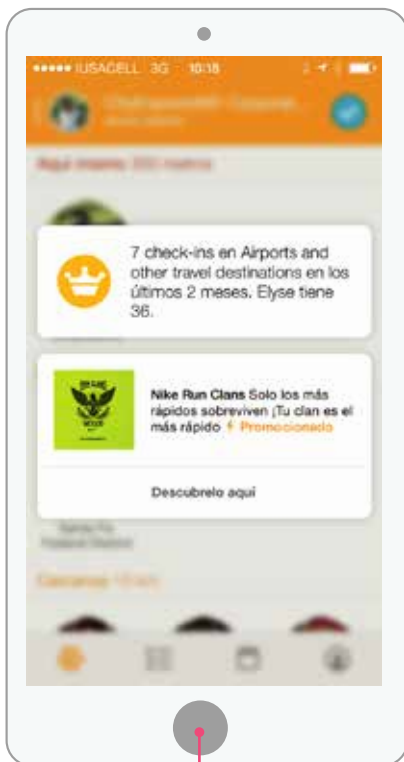 IUSACELL 3G 10:18
7 check-ins en Airports and
other travel destinations en los
últimos 2 meses. Elyse tiene
36.
Nike Run Clans Solo los más
rápidos sobreviven ¡Tu clan es el
más rápido Promocionado
Descubrelo aquí